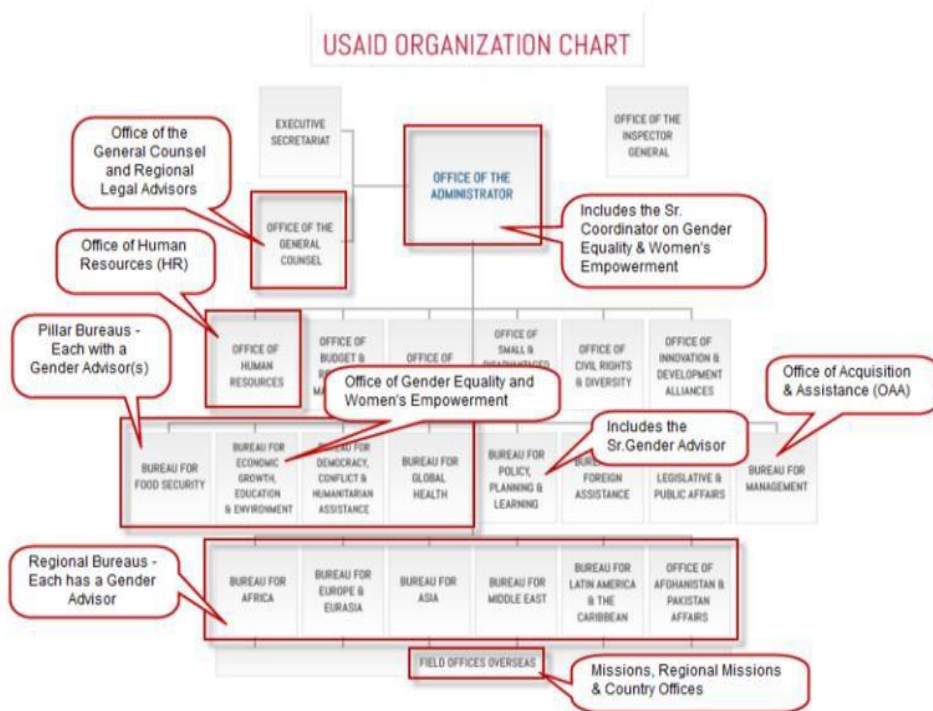 USAID ORGANIZATION CHART
EXECUTIVE
SECRETARIAT
OFFICE OF THE
INSPECTOR
GENERAL
Office of the
General Counsel
and Regional
Legal Advisors
OFFICE OF THE
ADMINISTRATOR
OFFICE OF THE
GENERAL
COUNSEL
Includes the Sr.
Coordinator on Gender
Equality & Women's
Empowerment
Office of Human
Resources (HR)
Pillar Bureaus -
Each with a
Gender Advisor(s)
OFFICE OF
HUMAN
RESOURCES
OFFICE OF
BUDGET &
OFFICE OF
OFFICE OF
SMALL &
OFFICE OF
CIVIL RIGHTS
& DIVERSITY
OFFICE OF
INNOVATION &
DEVELOPMENT
ALLIANCES
Office of Gender Equality and
Women's Empowerment
Office of Acquisition
& Assistance (OAA)
Includes the
Sr.Gender Advisor
BUREAU FOR
FOOD SECURITY
BUREAU FOR
ECONOMIC
GROWTH,
EDUCATION
& ENVIRONMENT
BUREAU FOR
DEMOCRACY,
CONFLICT &
HUMANITARIAN
ASSISTANCE
BUREAU FOR
GLOBAL
HEALTH
BUREAU FOR
POLICY,
PLANNING &
LEARNING
FOREIGN
ASSISTANCE
LEGISLATIVE &
PUBLIC AFFAIRS
BUREAU FOR
MANAGEMENT
Regional Bureaus -
Each has a Gender
Advisor
BUREAU FOR
AFRICA
BUREAU FOR
EUROPE &
EURASIA
BUREAU FOR
ASIA
BUREAU FOR
MIDDLE EAST
BUREAU FOR
LATIN AMERICA
& THE
CARIBBEAN
OFFICE OF
AFGHANISTAN &
PAKISTAN
AFFAIRS
FIELD OFFICES OVERSEAS
Missions, Regional Missions
& Country Offices